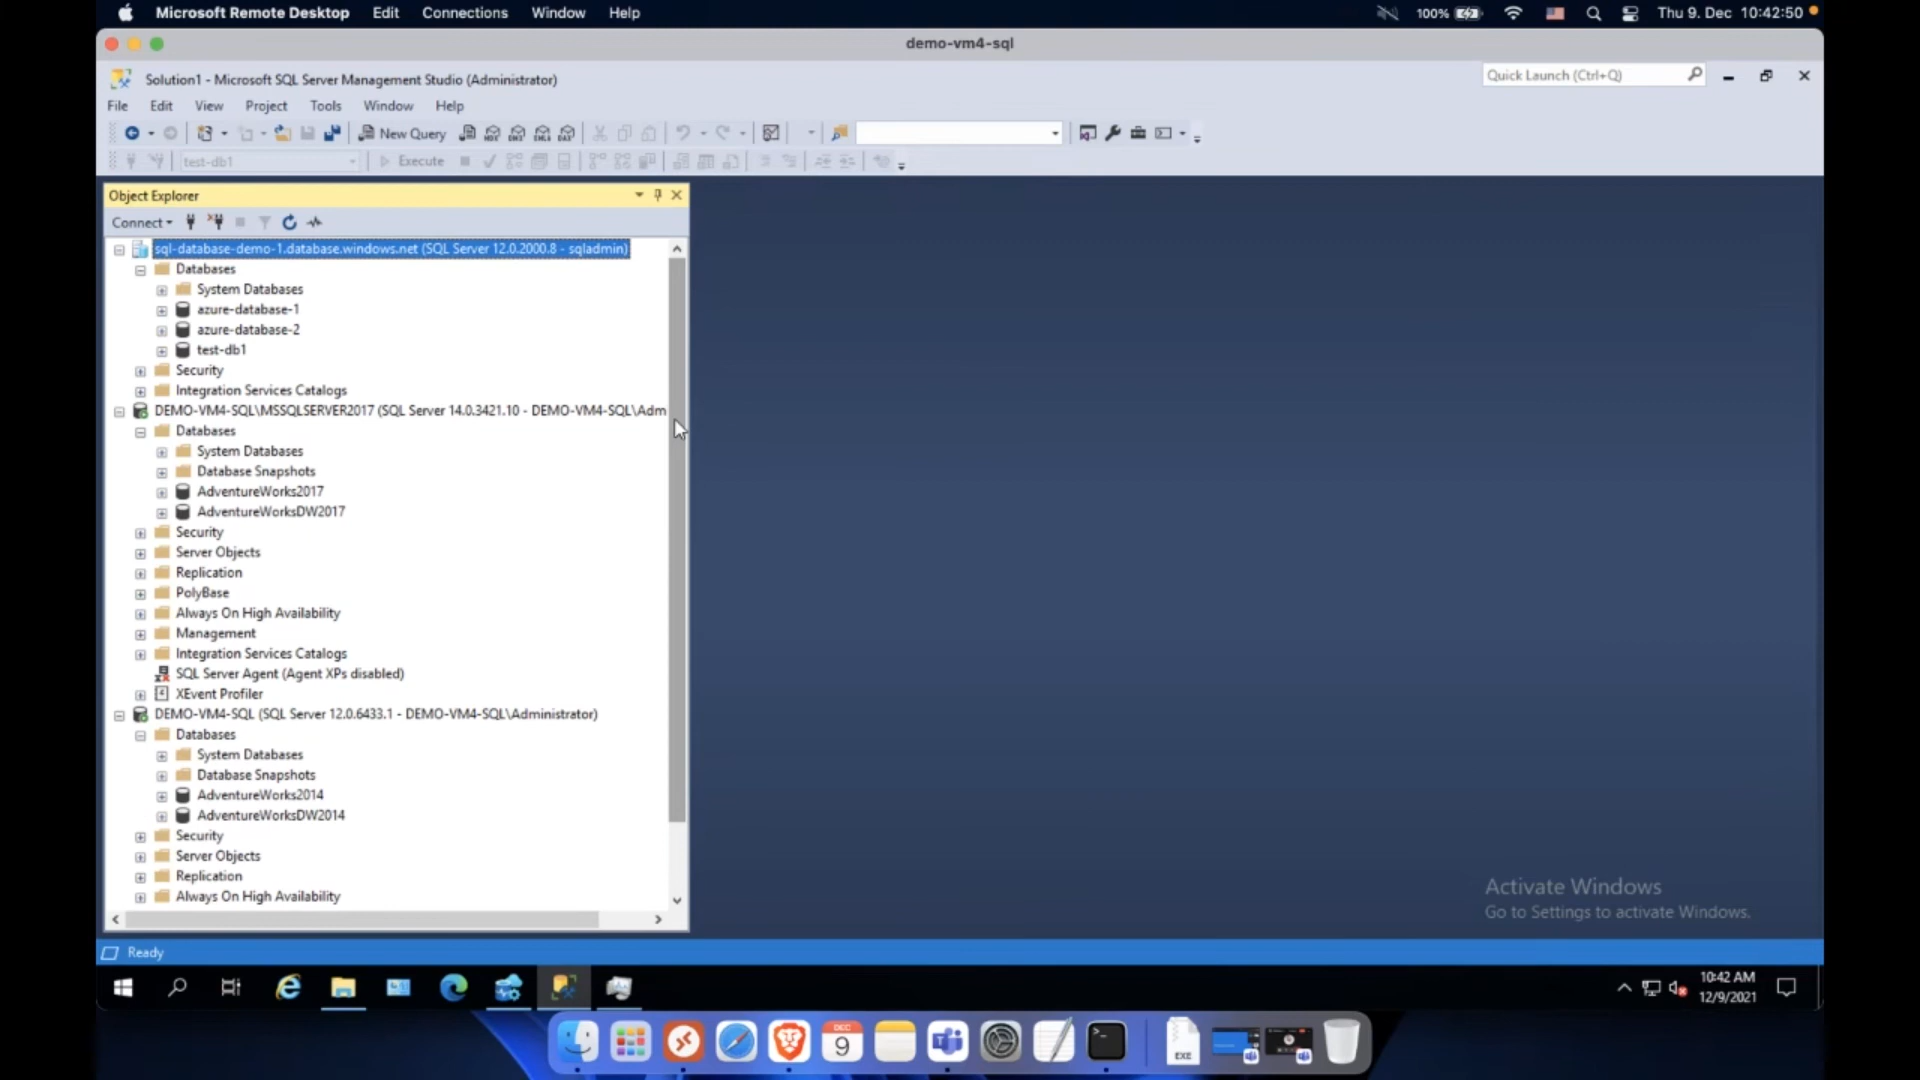 Microsoft Remote Desktop Edit Connections Window Help
100% Thu 9. Dec 10:42:50
demo-vm4-sql
Solution1 - Microsoft SQL Server Management Studio (Administrator)
Quick Launch (Ctrl+Q)
File Edit View Project Tools Window Help
New Query
test-db1
Execute
Object Explorer
Connect
sql-database-demo-1.database.windows.net (SQL Server 12.0.2000.8 - sqladmin)
Databases
System Databases
azure-database-1
azure-database-2
test-db1
Security
Integration Services Catalogs
DEMO-VM4-SQL\MSSQLSERVER2017 (SQL Server 14.0.3421.10 - DEMO-VM4-SQL\Adm
Databases
System Databases
Database Snapshots
AdventureWorks2017
AdventureWorksDW2017
Security
Server Objects
Replication
PolyBase
Always On High Availability
Management
Integration Services Catalogs
SQL Server Agent (Agent XPs disabled)
XEvent Profiler
DEMO-VM4-SQL (SQL Server 12.0.6433.1 - DEMO-VM4-SQL\Administrator)
Databases
System Databases
Database Snapshots
AdventureWorks2014
AdventureWorksDW2014
Security
Server Objects
Replication
Always On High Availability
Activate Windows
Go to Settings to activate Windows.
Ready
10:42 AM
12/9/2021
DEC
9
EXE